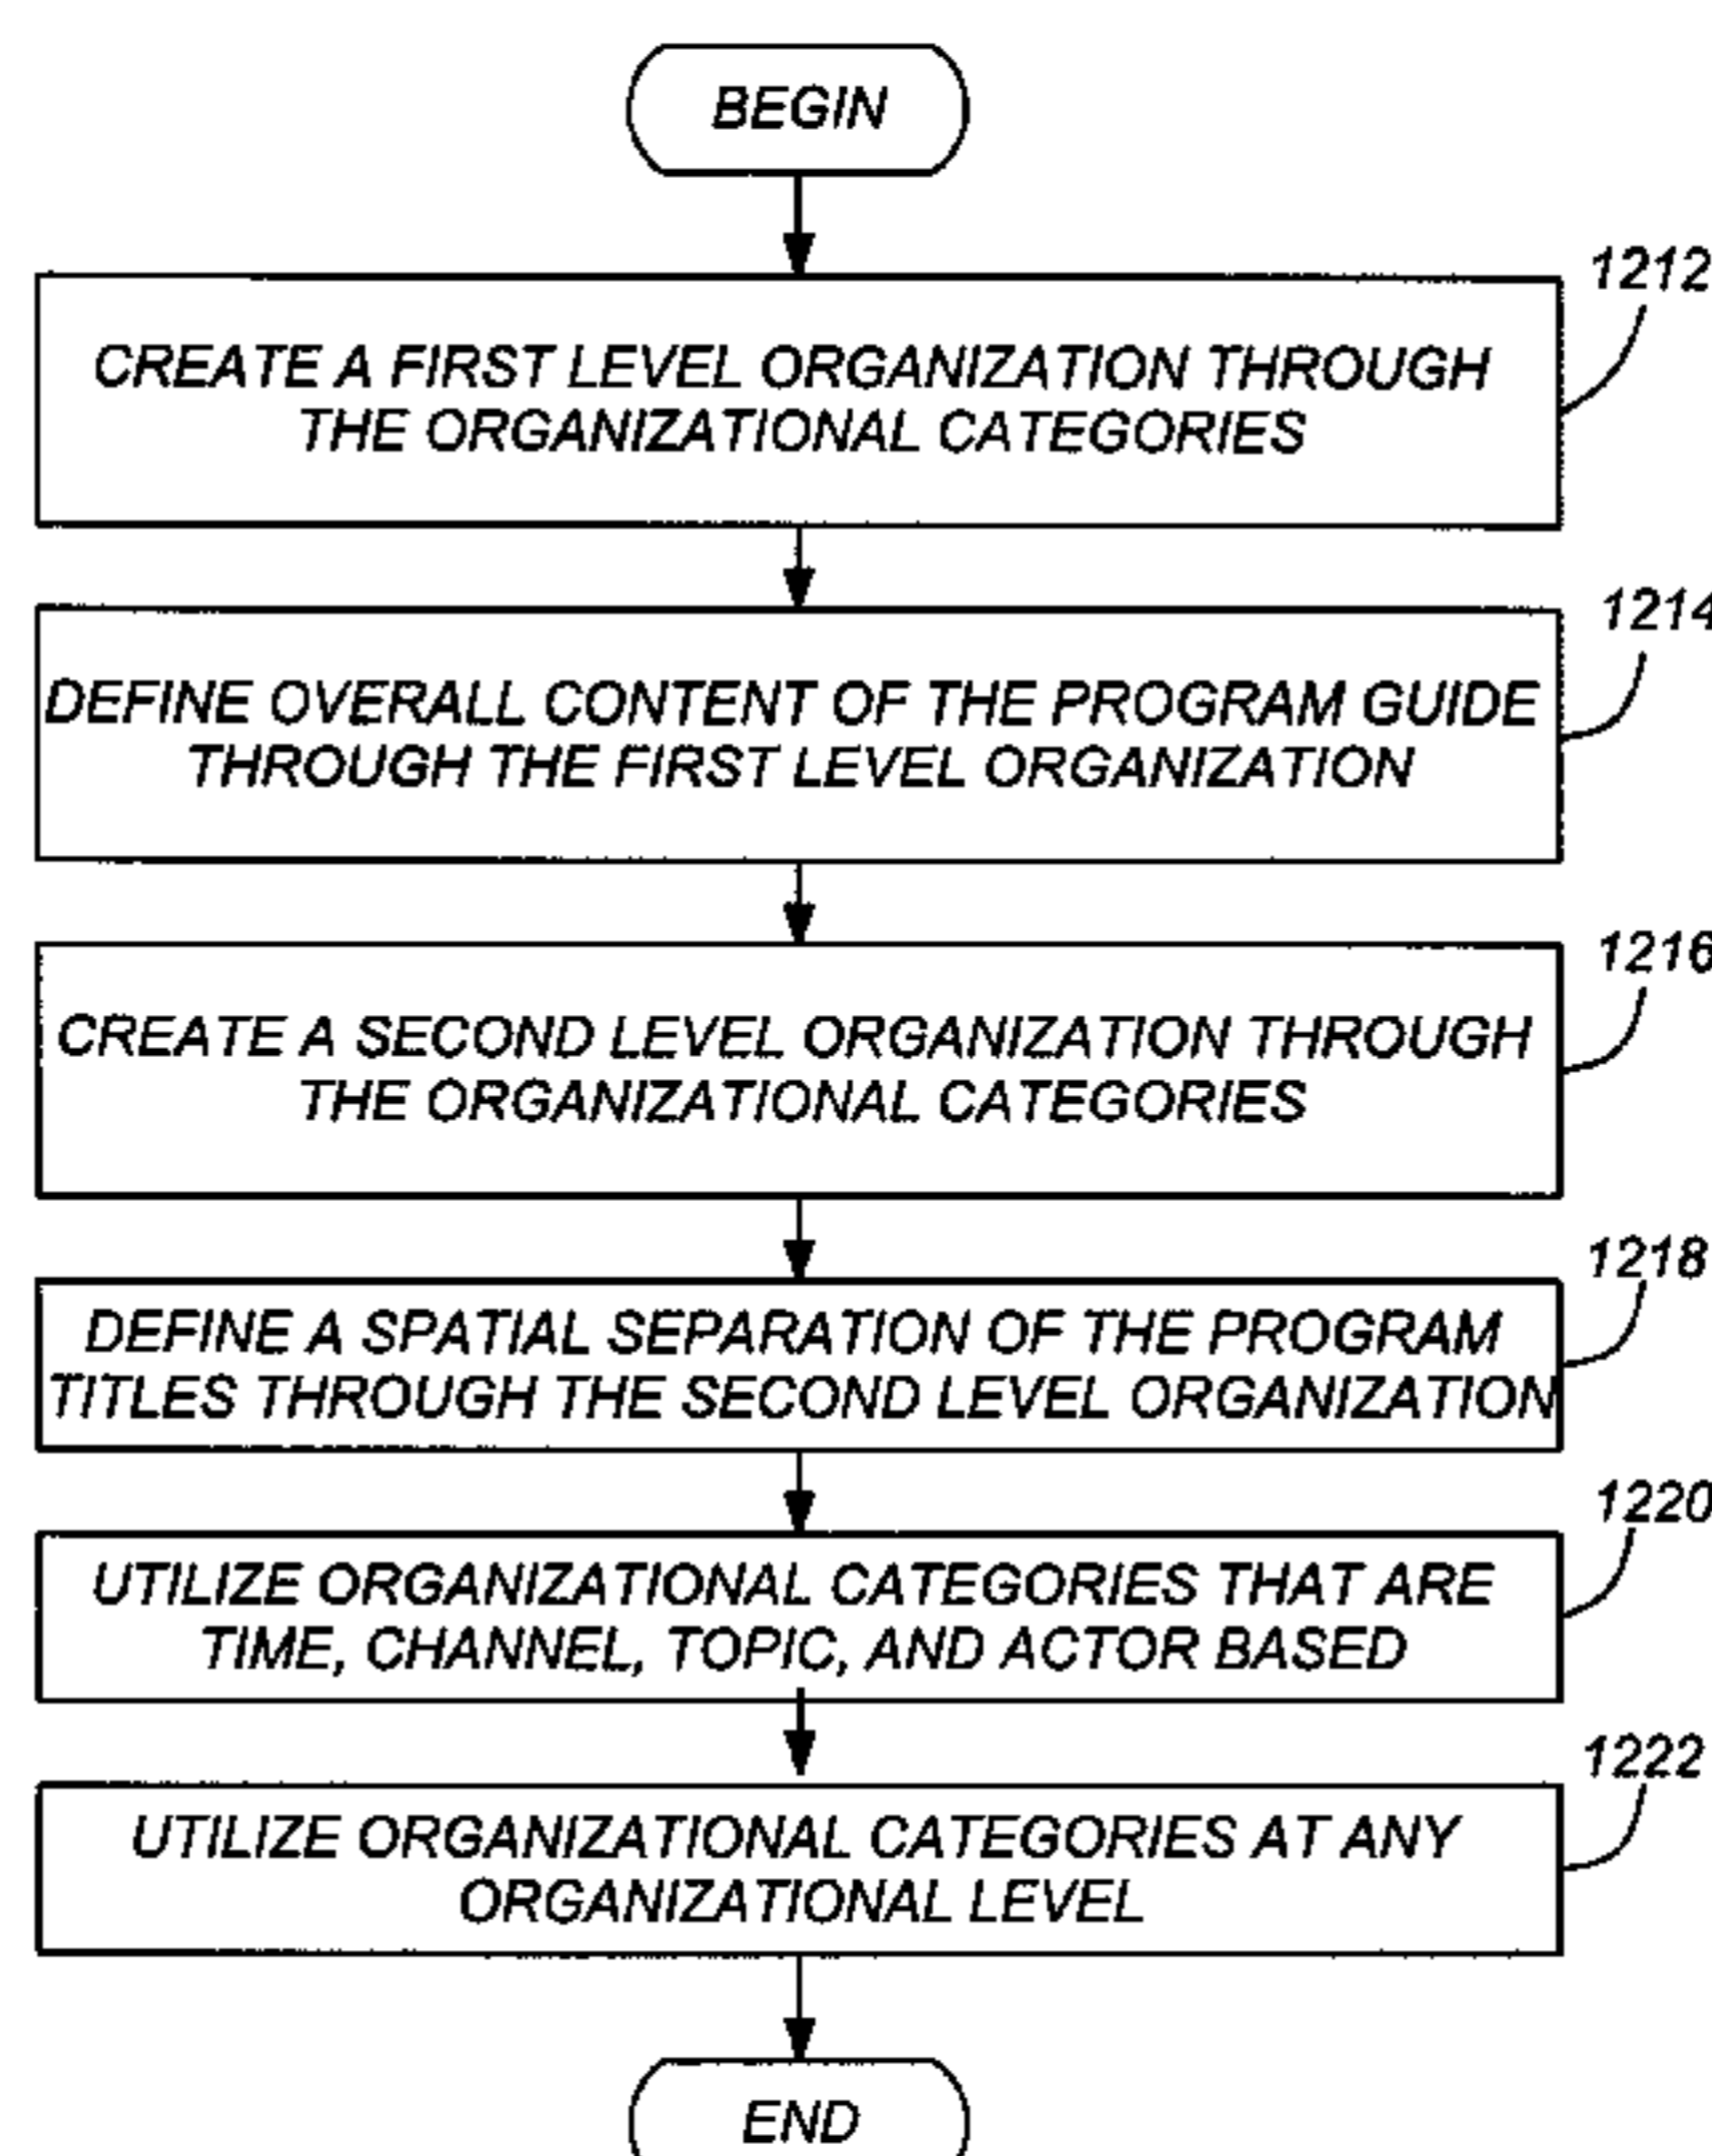 BEGIN
1212
CREATE A FIRST LEVEL ORGANIZATION THROUGH
THE ORGANIZATIONAL CATEGORIES
1214
DEFINE OVERALL CONTENT OF THE PROGRAM GUIDE
THROUGH THE FIRST LEVEL ORGANIZATION
1216
CREATE A SECOND LEVEL ORGANIZATION THROUGH
THE ORGANIZATIONAL CATEGORIES
1218
DEFINE A SPATIAL SEPARATION OF THE PROGRAM
TITLES THROUGH THE SECOND LEVEL ORGANIZATION
1220
UTILIZE ORGANIZATIONAL CATEGORIES THAT ARE
TIME, CHANNEL, TOPIC, AND ACTOR BASED
1222
UTILIZE ORGANIZATIONAL CATEGORIES AT ANY
ORGANIZATIONAL LEVEL
END